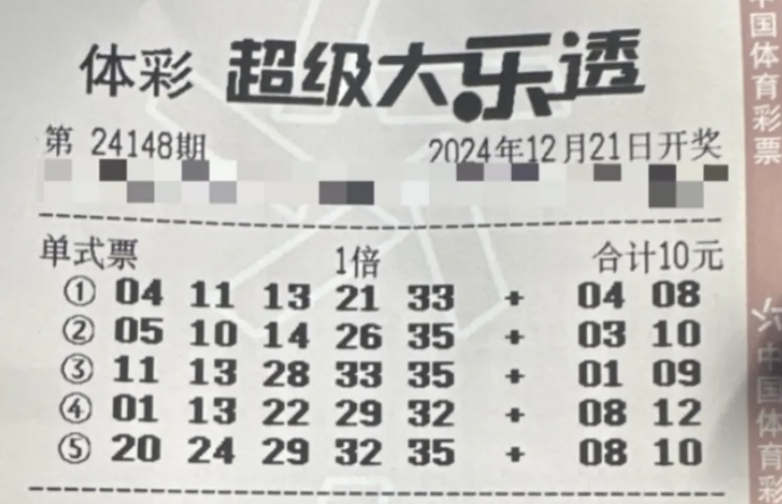 体彩 超级大乐透
第 24148期 2024年12月21日开奖
单式票 1倍 合计10元
① 04 11 13 21 33 + 04 08
② 05 10 14 26 35 + 03 10
③ 11 13 28 33 35 + 01 09
④ 01 13 22 29 32 + 08 12
⑤ 20 24 29 32 35 + 08 10
中国体育彩票
中国体育彩